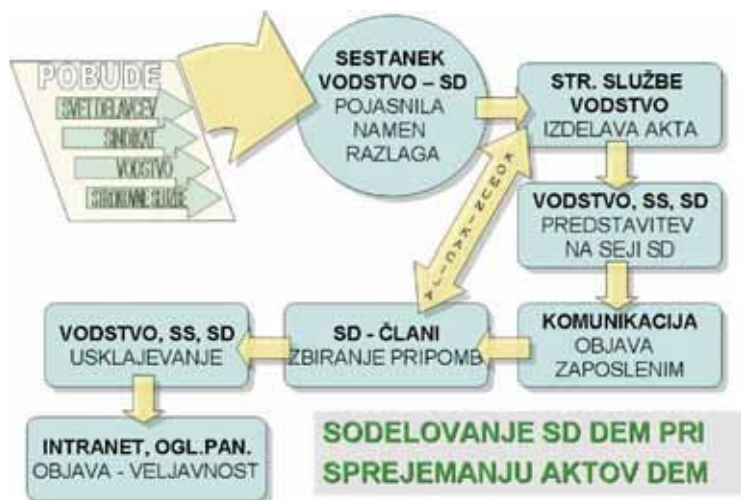 POBUDE
SVET DELAVCEV
SINDIKAT
VODSTVO
STROKOVNE SLUŽBE
SESTANEK
VODSTVO – SD
POJASNILA
NAMEN
RAZLAGA
STR. SLUŽBE
VODSTVO
IZDELAVA AKTA
KOMUNIKACIJA
VODSTVO, SS, SD
PREDSTAVITEV
NA SEJI SD
KOMUNIKACIJA
OBJAVA
ZAPOSLENIM
SD - ČLANI
ZBIRANJE PRIPOMB
VODSTVO, SS, SD
USKLAJEVANJE
INTRANET, OGL.PAN.
OBJAVA - VELJAVNOST
SODELOVANJE SD DEM PRI
SPREJEMANJU AKTOV DEM